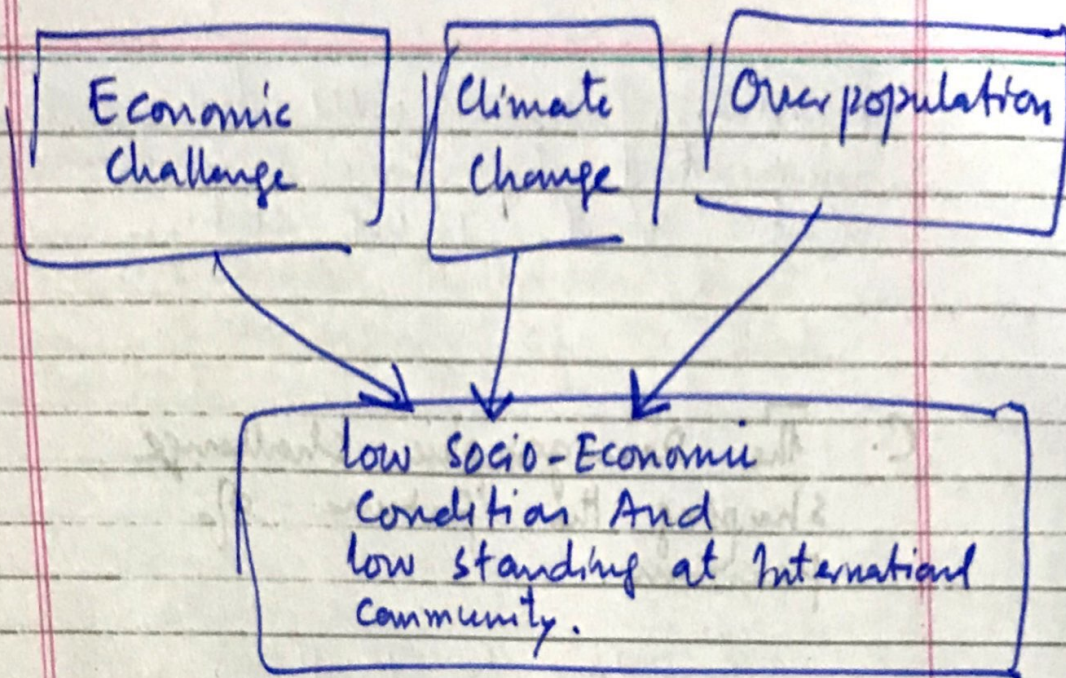 Economic
Challenge
Climate
Change
Overpopulation
low Socio-Economic
Condition And
low standing at International
Community.